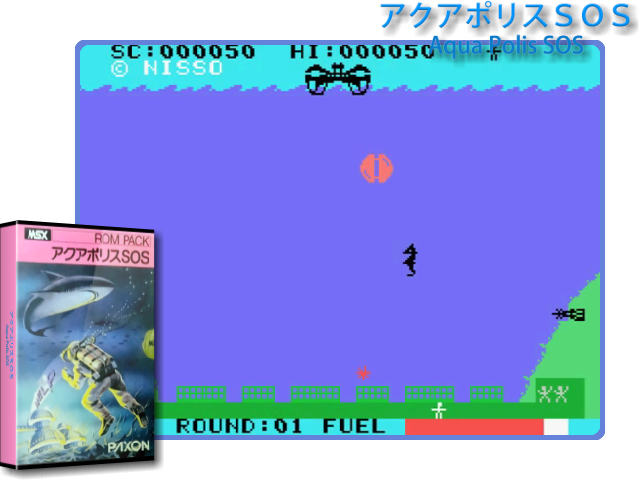 アクアポリスSOS
Aqua Polis SOS
SC:000050 HI:000050
© NISSO
MSX
ROM PACK
アクアポリスSOS
PAXON
ROUND:01 FUEL